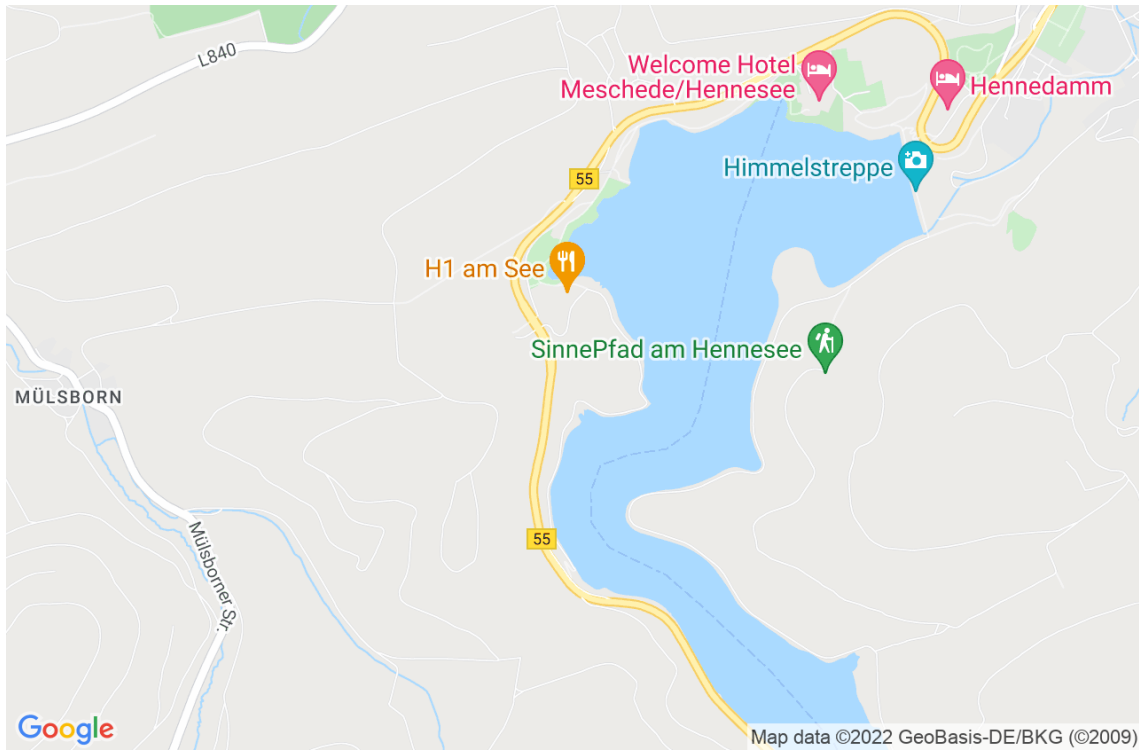 L840
Welcome Hotel
Meschede/Hennesee
Hennedamm
Himmelstreppe
55
H1 am See
SinnePfad am Hennesee
MÜLSBORN
55
Mülsborner Str.
Google
Map data ©2022 GeoBasis-DE/BKG (©2009)